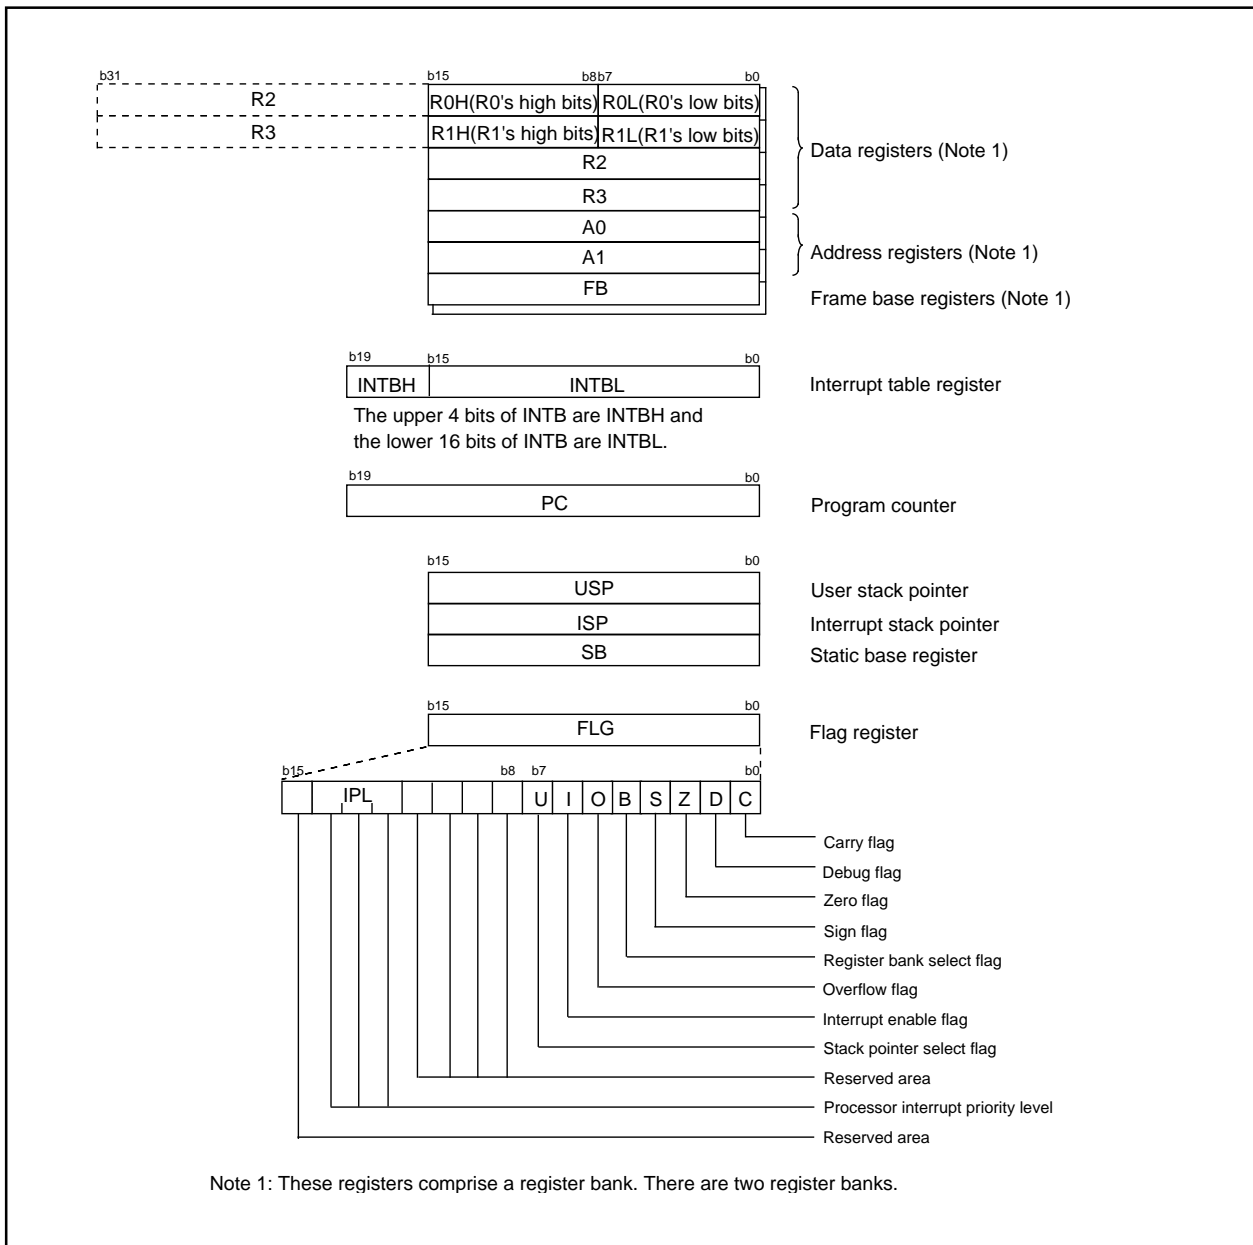 b31 b15 b8b7 b0
R2 R0H(R0's high bits) R0L(R0's low bits)
R3 R1H(R1's high bits) R1L(R1's low bits)
Data registers (Note 1)
R2
R3
A0
A1
Address registers (Note 1)
FB
Frame base registers (Note 1)
b19 b15 b0
INTBH INTBL Interrupt table register
The upper 4 bits of INTB are INTBH and
the lower 16 bits of INTB are INTBL.
b19 b0
PC Program counter
b15 b0
USP User stack pointer
ISP Interrupt stack pointer
SB Static base register
b15 b0
FLG Flag register
b15 b8 b7 b0
IPL U I O B S Z D C
Carry flag
Debug flag
Zero flag
Sign flag
Register bank select flag
Overflow flag
Interrupt enable flag
Stack pointer select flag
Reserved area
Processor interrupt priority level
Reserved area
Note 1: These registers comprise a register bank. There are two register banks.